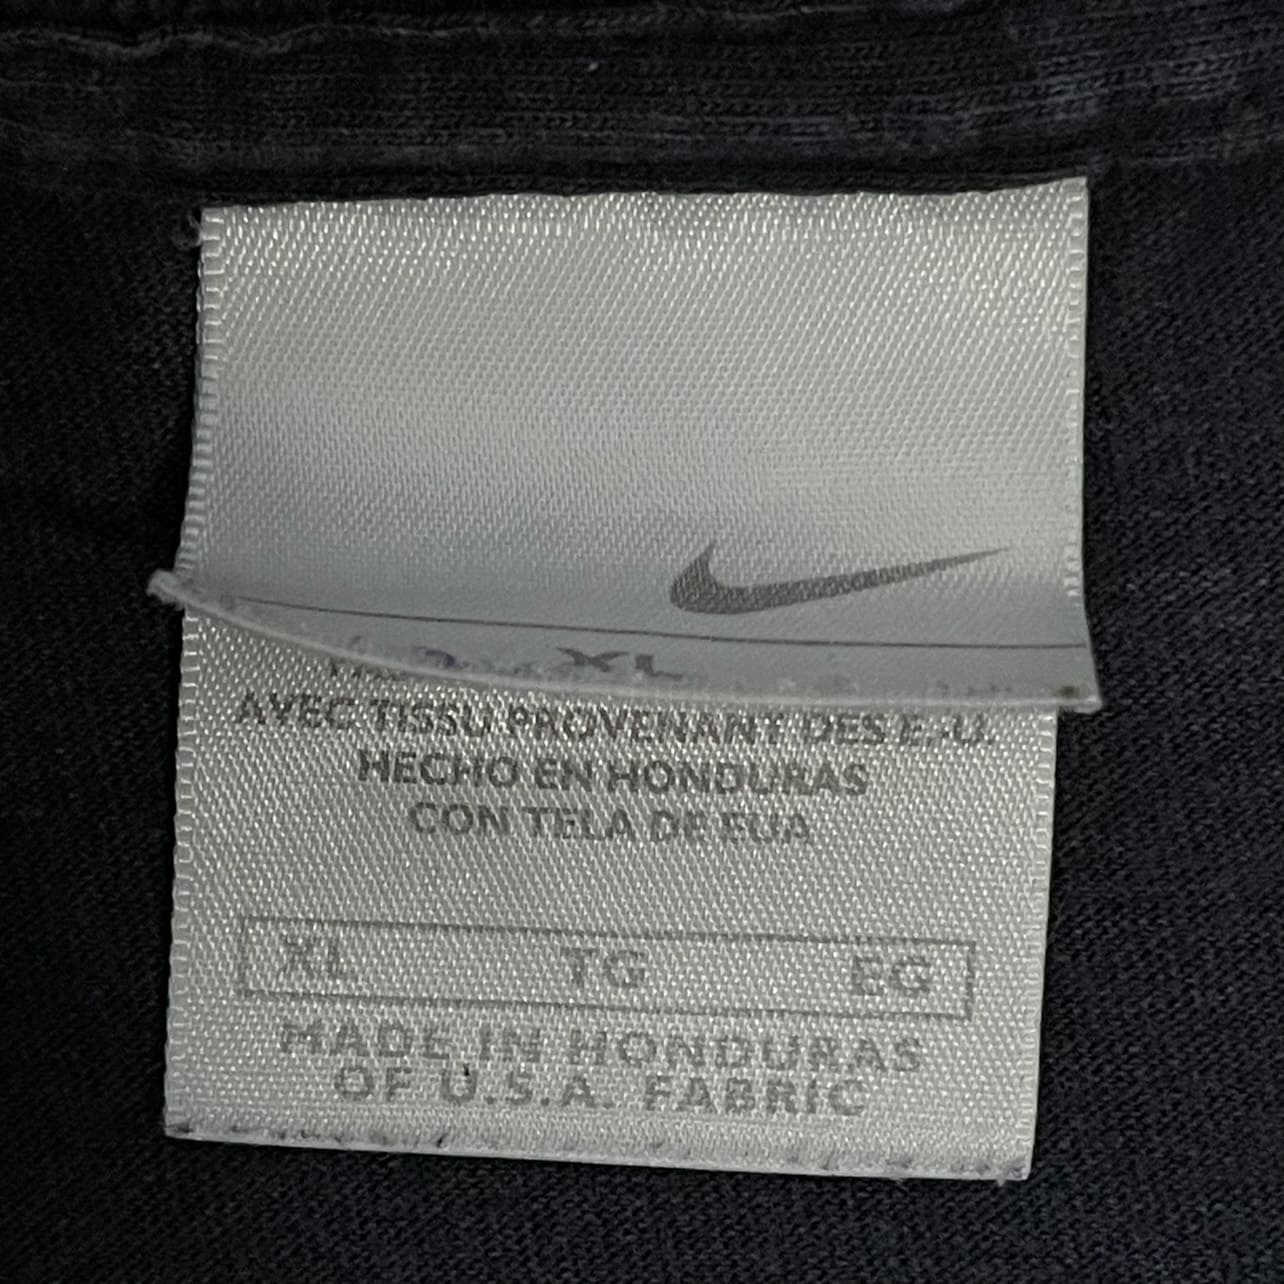 XL
AVEC TISSU PROVENANT DES E.-U.
HECHO EN HONDURAS
CON TELA DE EUA
XL TG EG
MADE IN HONDURAS
OF U.S.A. FABRIC